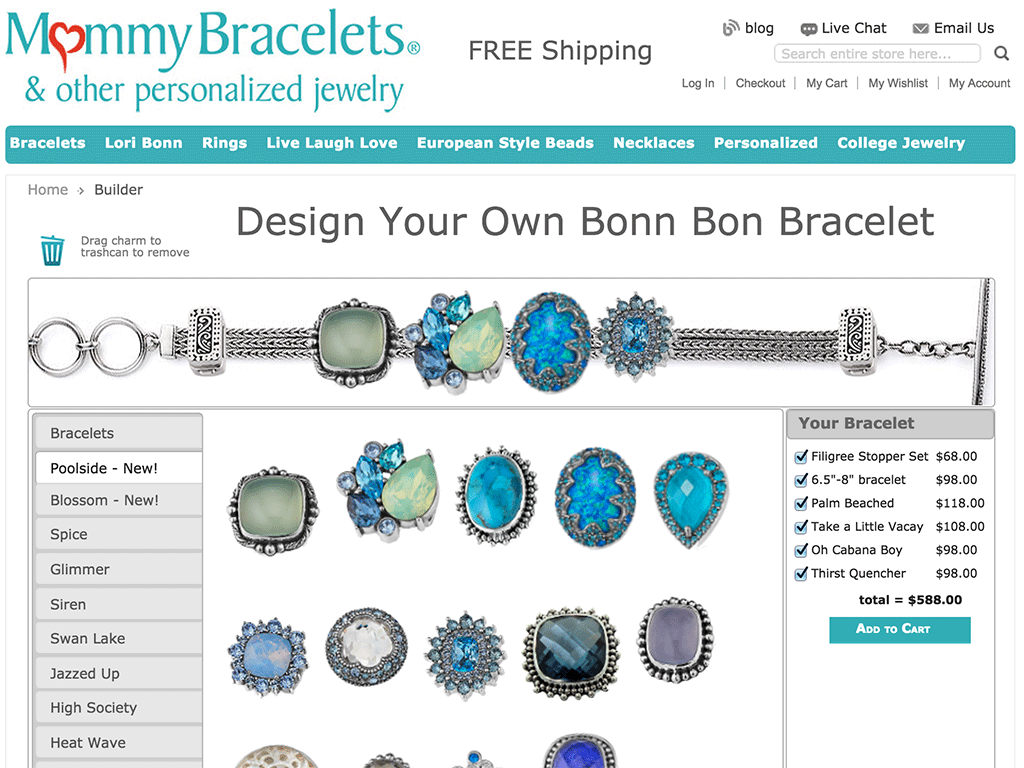 Mommy Bracelets®
& other personalized jewelry
FREE Shipping
blog Live Chat Email Us
Search entire store here...
Log In Checkout My Cart My Wishlist My Account
Bracelets Lori Bonn Rings Live Laugh Love European Style Beads Necklaces Personalized College Jewelry
Home > Builder
Design Your Own Bonn Bon Bracelet
Drag charm to
trashcan to remove
Bracelets
Poolside - New!
Blossom - New!
Spice
Glimmer
Siren
Swan Lake
Jazzed Up
High Society
Heat Wave
Your Bracelet
Filigree Stopper Set $68.00
6.5"-8" bracelet $98.00
Palm Beached $118.00
Take a Little Vacay $108.00
Oh Cabana Boy $98.00
Thirst Quencher $98.00
total = $588.00
Add to Cart